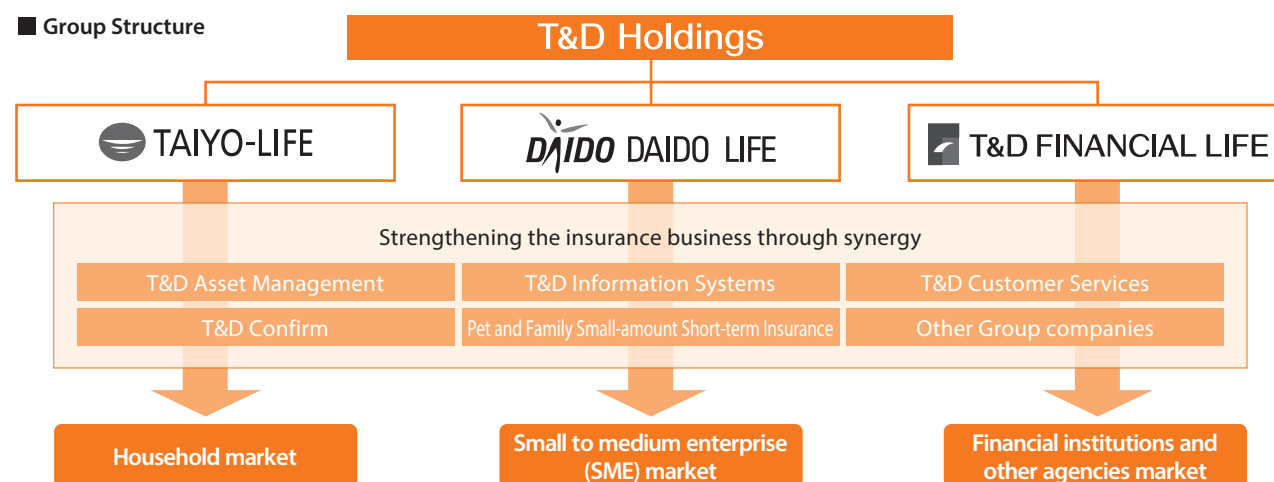 Group Structure
T&D Holdings
TAIYO-LIFE
DAIDO DAIDO LIFE
T&D FINANCIAL LIFE
Strengthening the insurance business through synergy
T&D Asset Management
T&D Information Systems
T&D Customer Services
T&D Confirm
Pet and Family Small-amount Short-term Insurance
Other Group companies
Household market
Small to medium enterprise
(SME) market
Financial institutions and
other agencies market